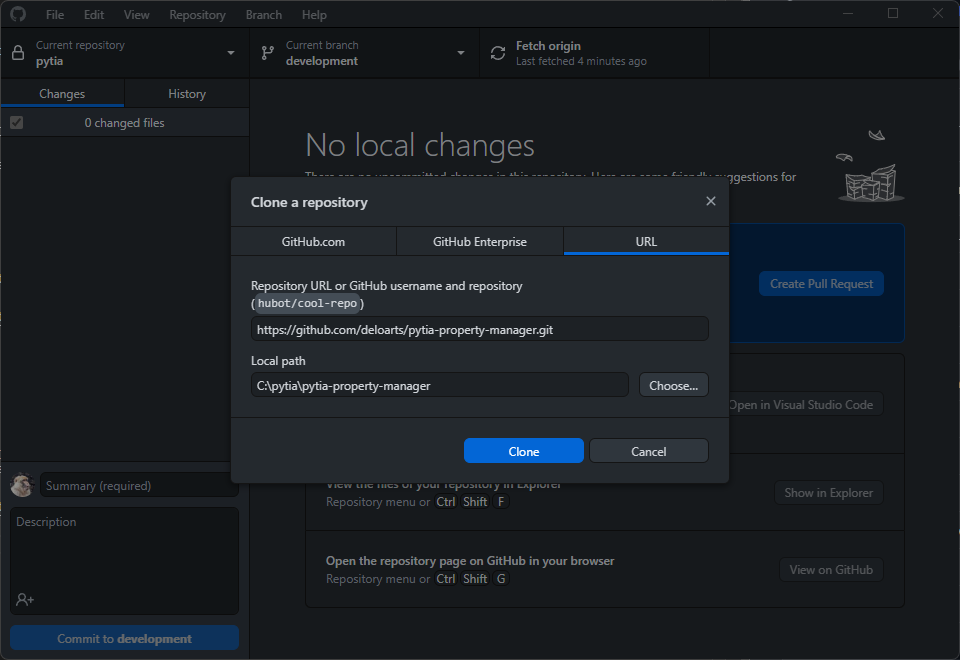 File Edit View Repository Branch Help
Current repository
pytia
Current branch
development
Fetch origin
Last fetched 4 minutes ago
Changes History
0 changed files
No local changes
There are no uncommitted changes in this repository. Here are some friendly suggestions for
Clone a repository
GitHub.com GitHub Enterprise URL
Repository URL or GitHub username and repository
(hubot/cool-repo)
https://github.com/deloarts/pytia-property-manager.git
Local path
C:\pytia\pytia-property-manager
Choose...
Clone Cancel
Create Pull Request
Open in Visual Studio Code
View the files of your repository in Explorer
Repository menu or Ctrl Shift F
Show in Explorer
Open the repository page on GitHub in your browser
Repository menu or Ctrl Shift G
View on GitHub
Summary (required)
Description
Commit to development